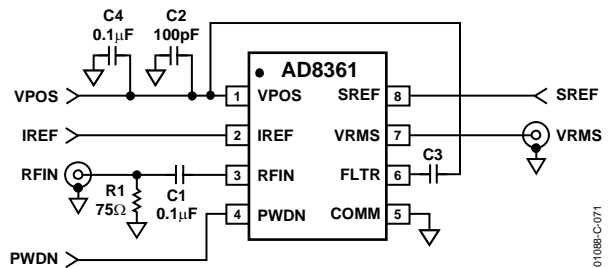 C4
0.1μF
C2
100pF
AD8361
VPOS
1
VPOS
SREF
8
SREF
IREF
2
IREF
VRMS
7
VRMS
RFIN
3
RFIN
FLTR
6
C3
R1
75Ω
C1
0.1μF
4
PWDN
COMM
5
PWDN
01088-C-071